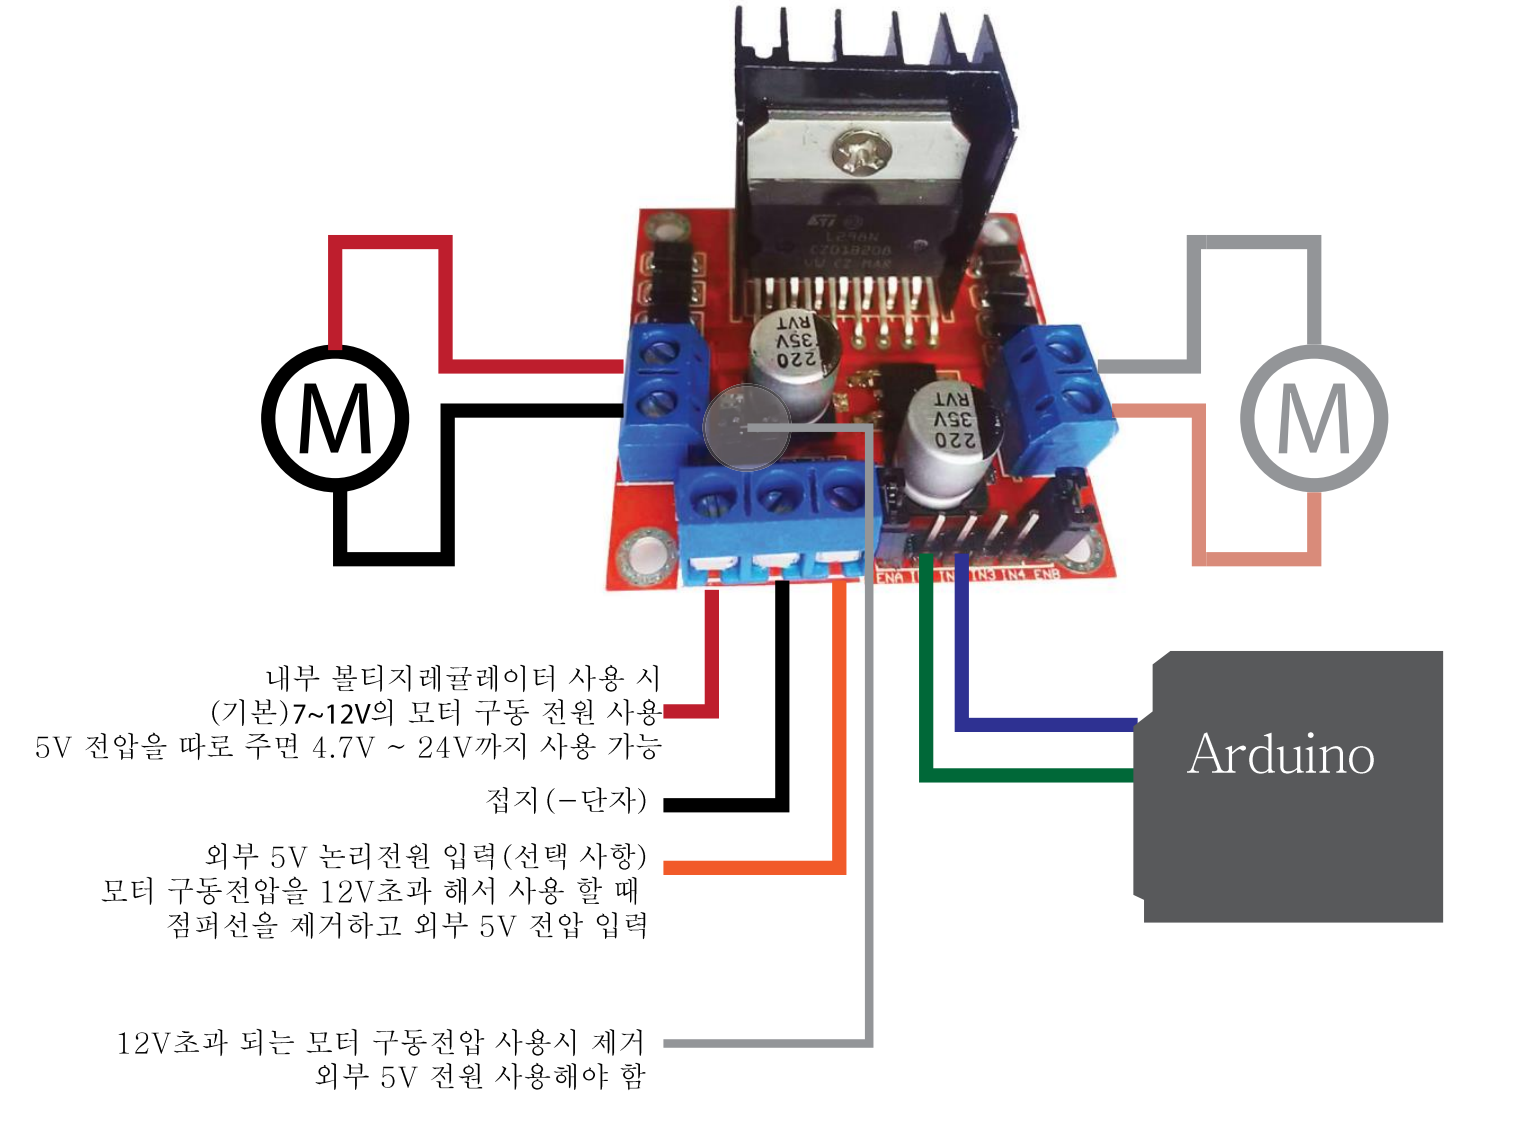 L298N
CZ01B208
VW CZ MAR
RVT
35V
220
RVT
35V
220
M
M
ENA
IN3 IN4 ENB
내부 볼티지레귤레이터 사용 시
(기본)7~12V의 모터 구동 전원 사용
5V 전압을 따로 주면 4.7V ~ 24V까지 사용 가능
접지(-단자)
외부 5V 논리전원 입력(선택 사항)
모터 구동전압을 12V초과 해서 사용 할 때
점퍼선을 제거하고 외부 5V 전압 입력
12V초과 되는 모터 구동전압 사용시 제거
외부 5V 전원 사용해야 함
Arduino